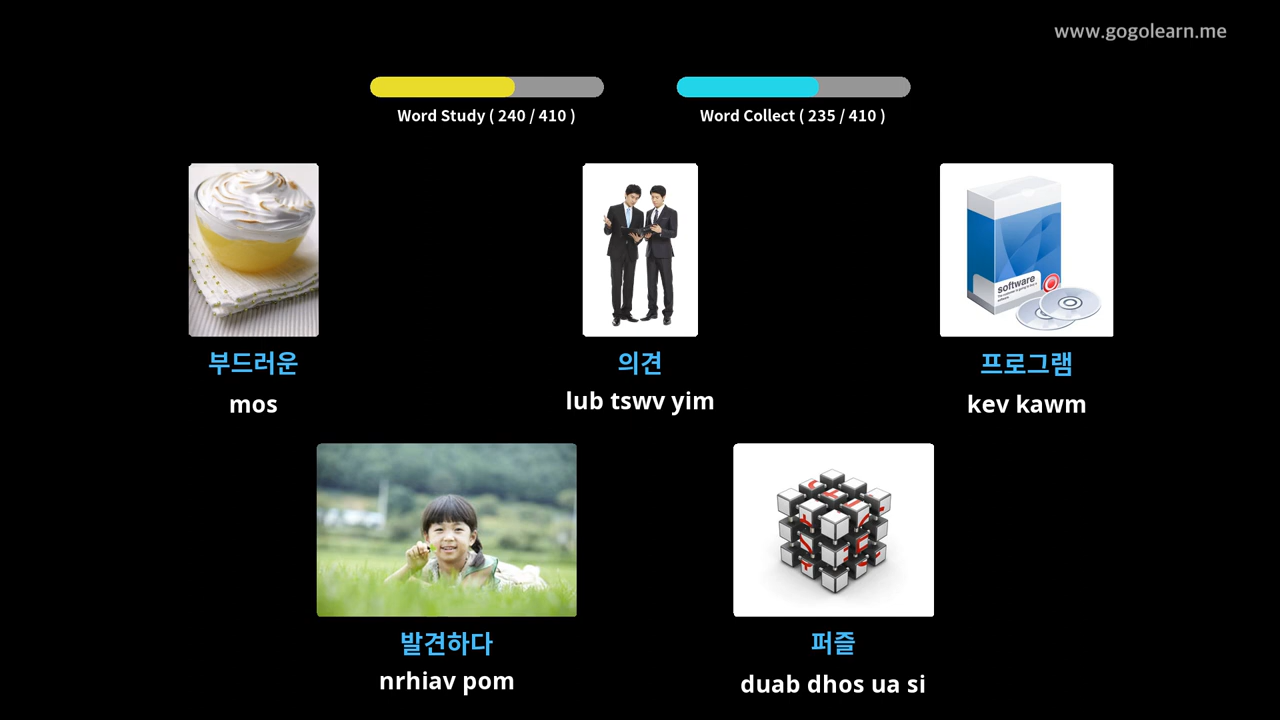 www.gogolearn.me
Word Study ( 240 / 410 )
Word Collect ( 235 / 410 )
software
부드러운
의견
프로그램
mos
lub tswv yim
kev kawm
발견하다
퍼즐
nrhiav pom
duab dhos ua si